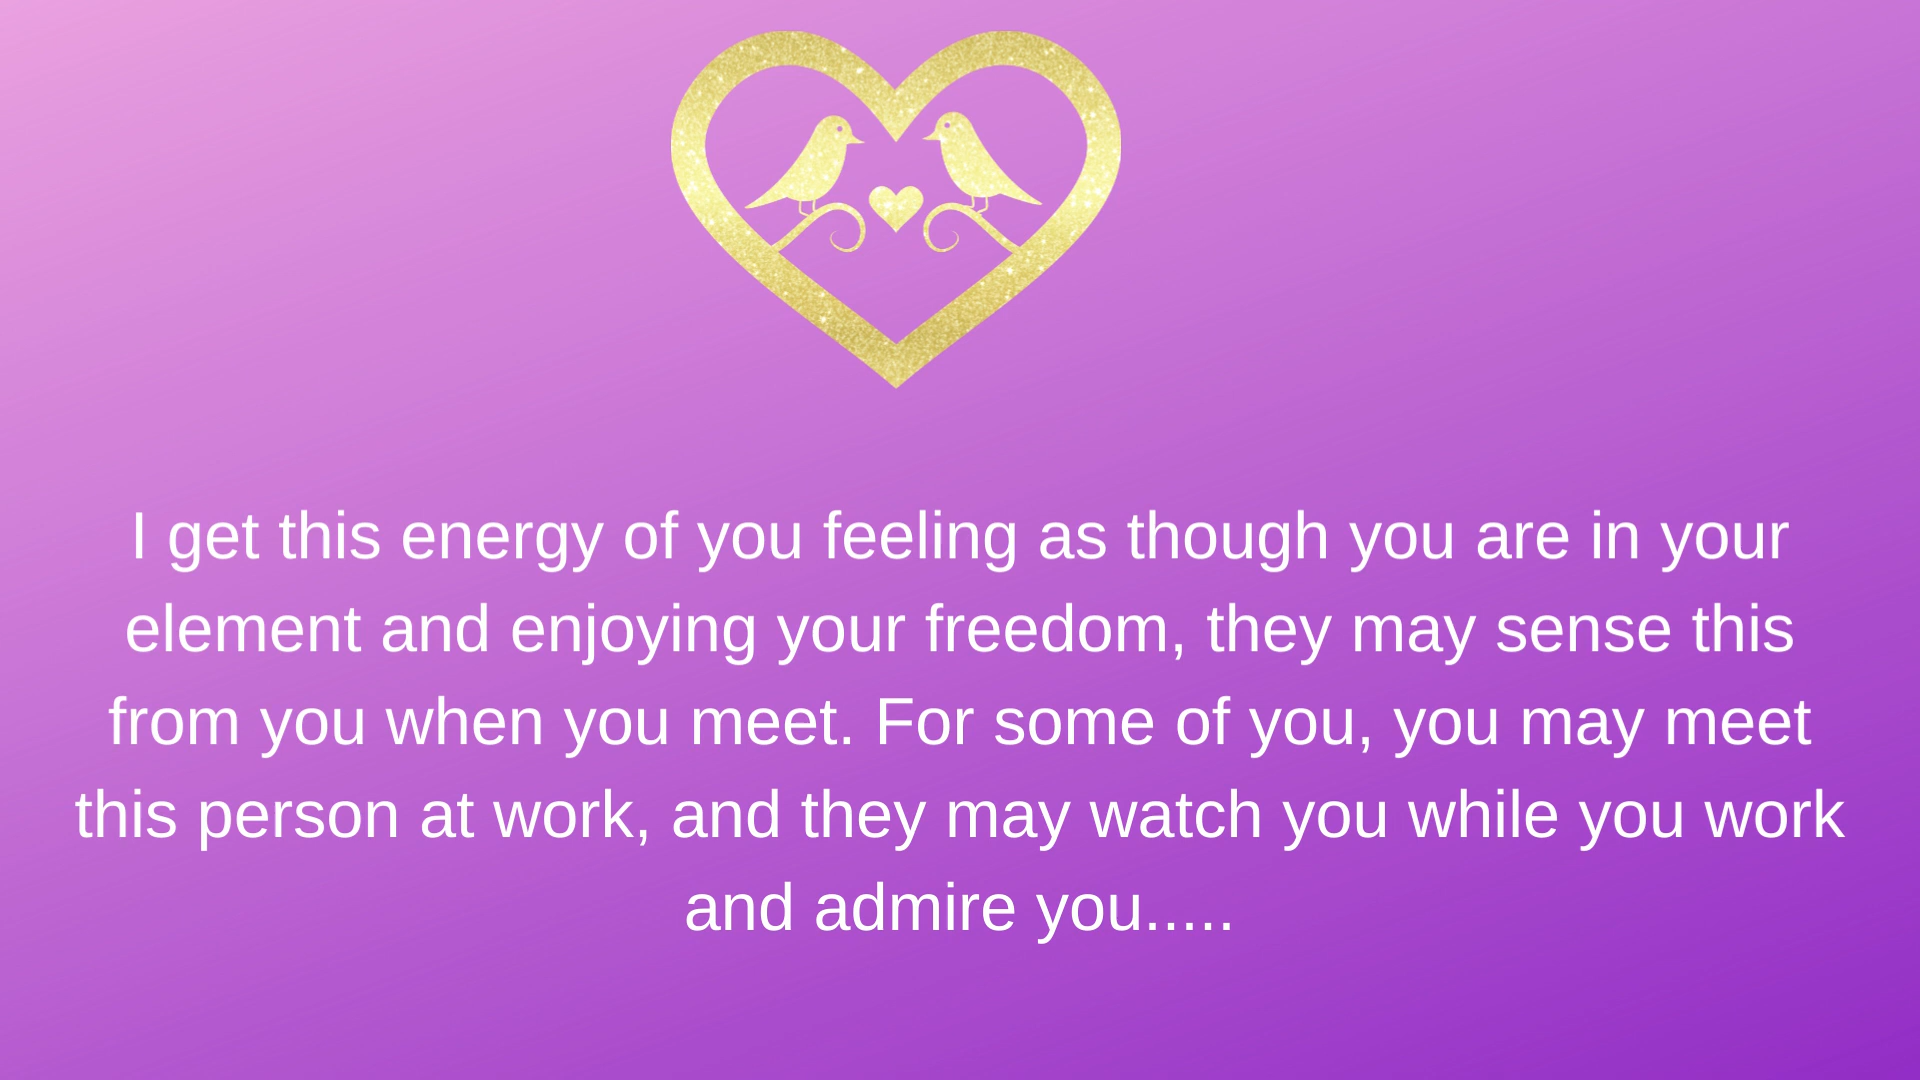 I get this energy of you feeling as though you are in your
element and enjoying your freedom, they may sense this
from you when you meet. For some of you, you may meet
this person at work, and they may watch you while you work
and admire you.....